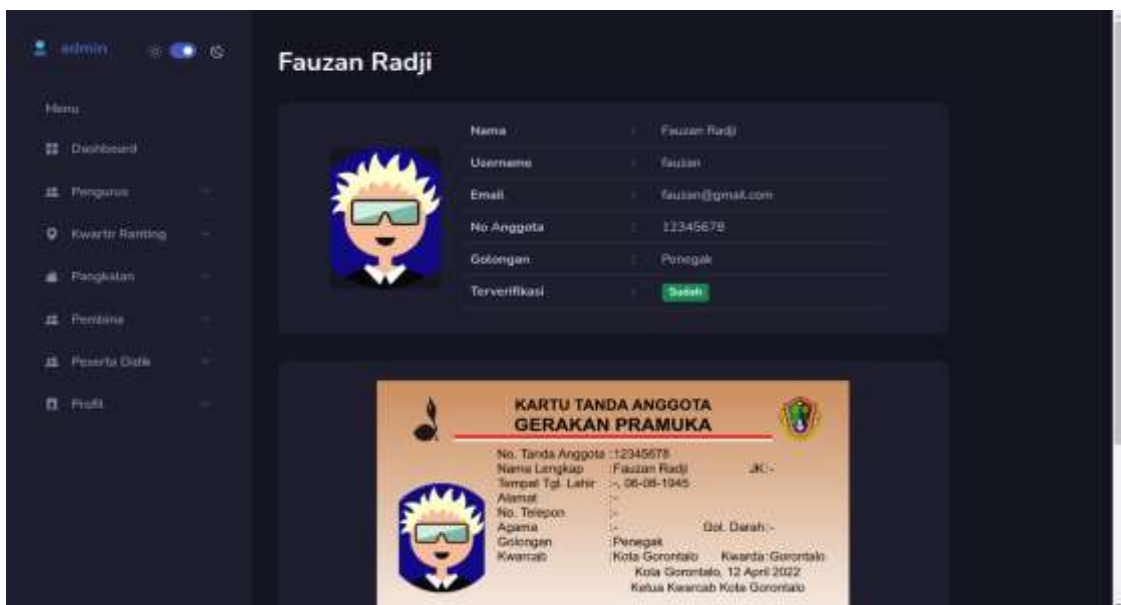 admin
Menu
Dashboard
Pengurus
Kwartir Ranting
Pangkalan
Pembina
Peserta Didik
Profil
Fauzan Radji
Nama : Fauzan Radji
Username : fauzan
Email : fauzan@gmail.com
No Anggota : 12345678
Golongan : Penegak
Terverifikasi : Sudah
KARTU TANDA ANGGOTA
GERAKAN PRAMUKA
No. Tanda Anggota :12345678
Nama Lengkap :Fauzan Radji JK:-
Tempat Tgl. Lahir :-, 06-08-1945
Alamat :-
No. Telepon :-
Agama :- Gol. Darah:-
Golongan :Penegak
Kwarcab :Kota Gorontalo Kwarda:Gorontalo
Kota Gorontalo, 12 April 2022
Ketua Kwarcab Kota Gorontalo